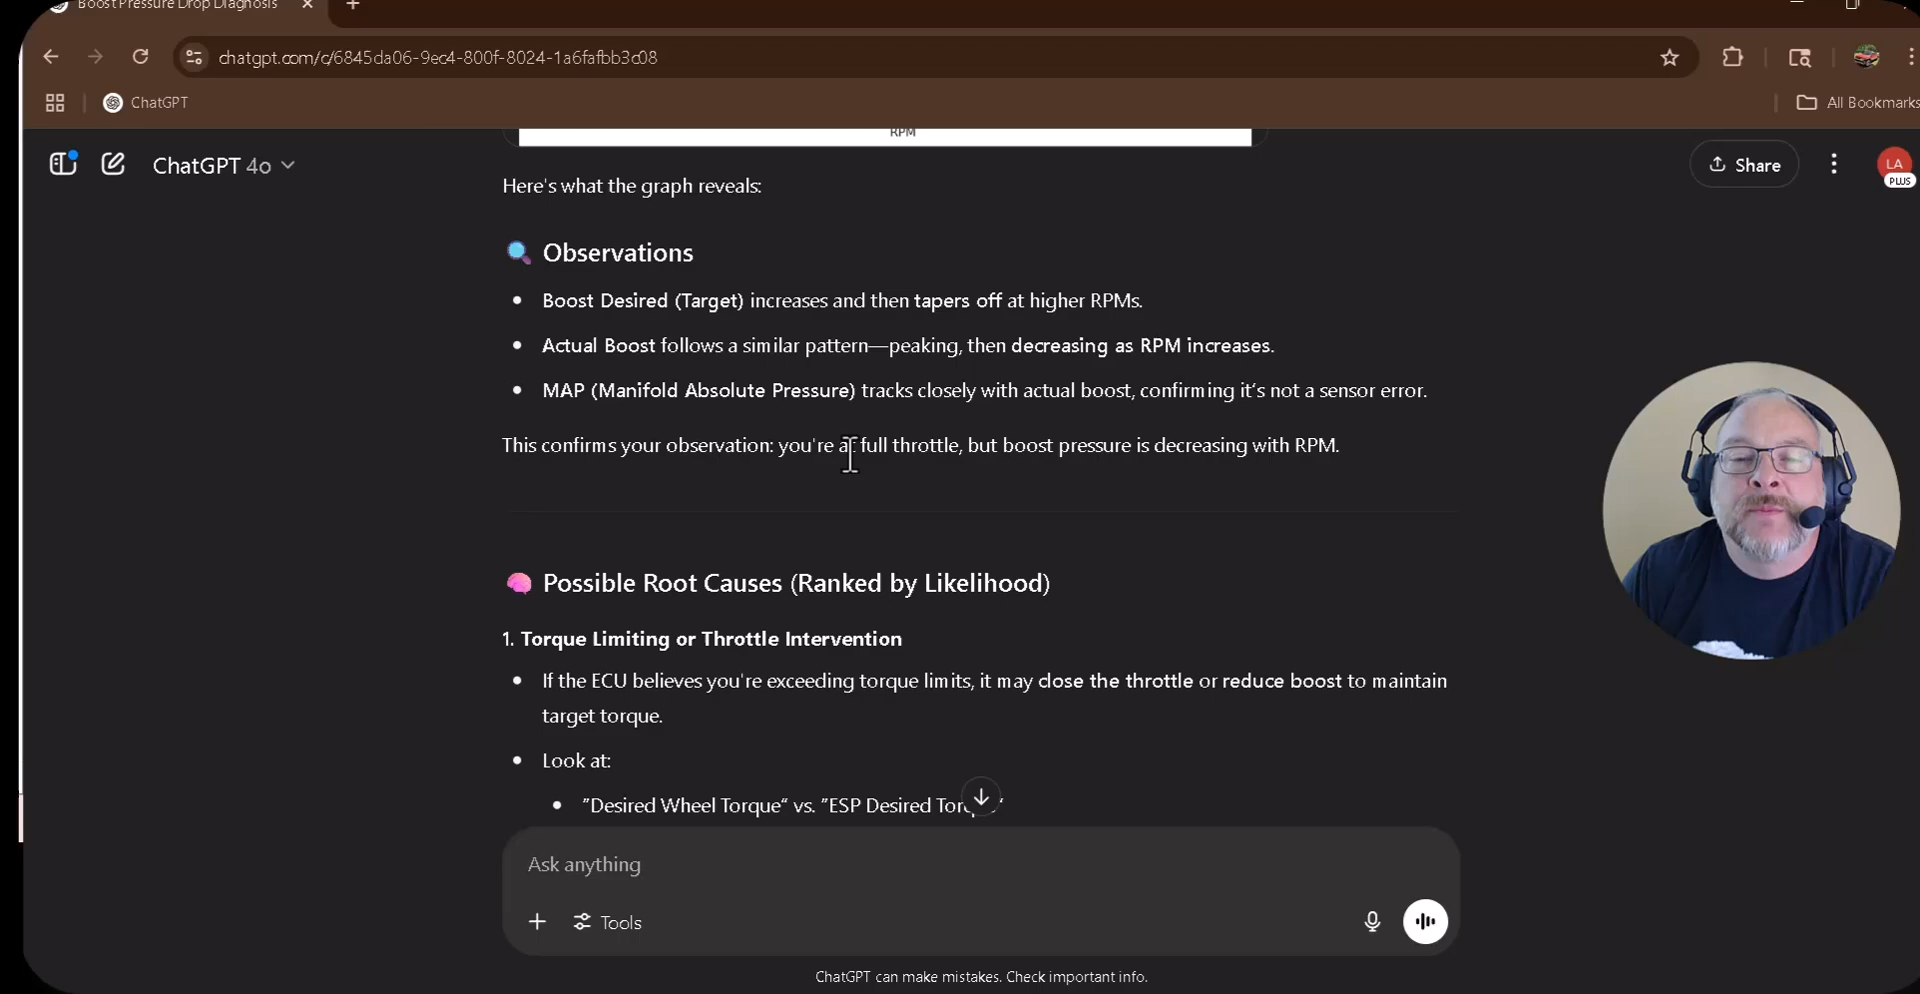 Boost Pressure Drop Diagnosis
chatgpt.com/c/6845da06-9ec4-800f-8024-1a6fafbb3c08
ChatGPT
All Bookmarks
RPM
ChatGPT 4o
Share
LA
PLUS
Here's what the graph reveals:
Observations
• Boost Desired (Target) increases and then tapers off at higher RPMs.
• Actual Boost follows a similar pattern—peaking, then decreasing as RPM increases.
• MAP (Manifold Absolute Pressure) tracks closely with actual boost, confirming it’s not a sensor error.
This confirms your observation: you're at full throttle, but boost pressure is decreasing with RPM.
Possible Root Causes (Ranked by Likelihood)
1. Torque Limiting or Throttle Intervention
• If the ECU believes you're exceeding torque limits, it may close the throttle or reduce boost to maintain
target torque.
• Look at:
• ”Desired Wheel Torque“ vs. ”ESP Desired
Ask anything
Tools
ChatGPT can make mistakes. Check important info.